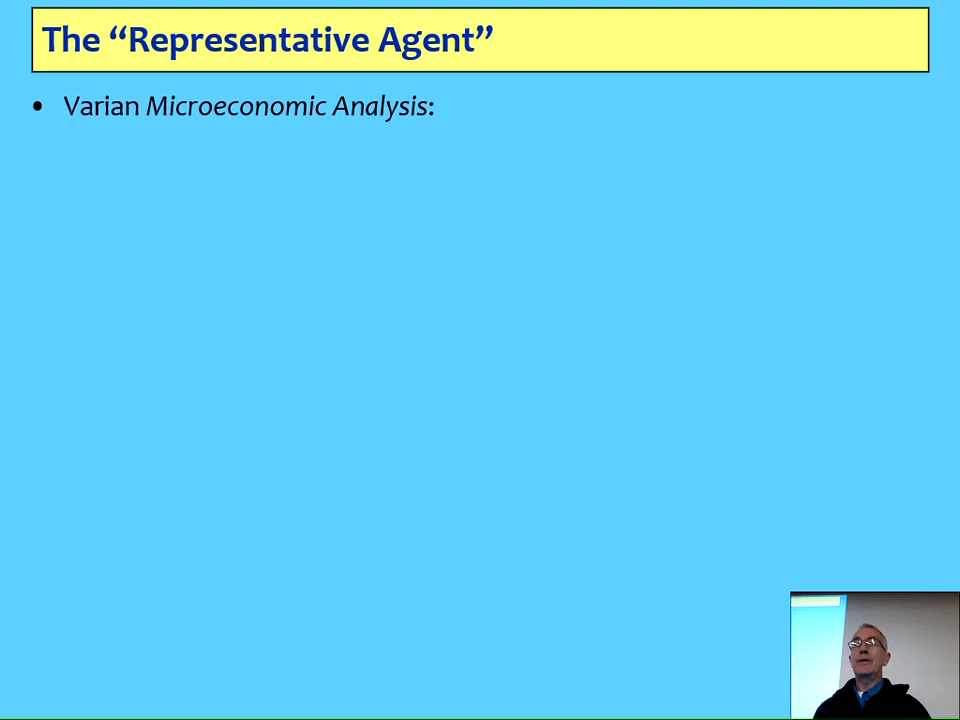 The “Representative Agent”
• Varian Microeconomic Analysis: